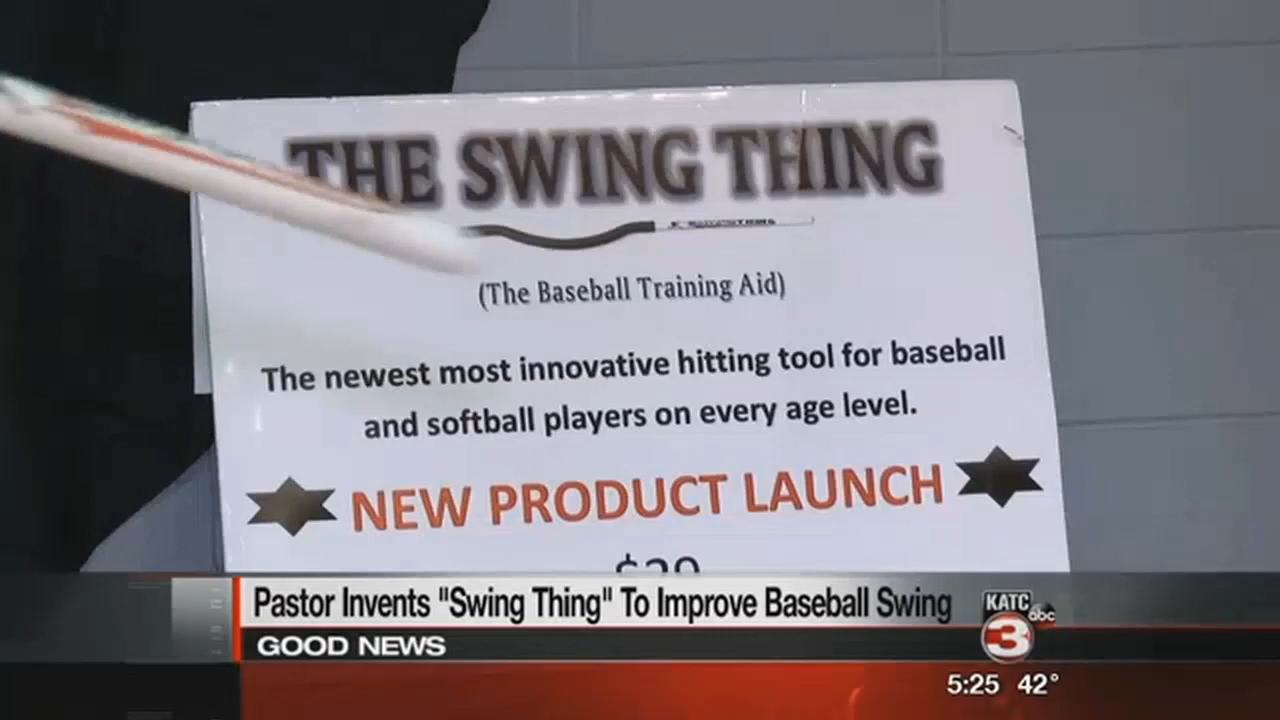 THE SWING THING
(The Baseball Training Aid)
The newest most innovative hitting tool for baseball
and softball players on every age level.
NEW PRODUCT LAUNCH
Pastor Invents "Swing Thing" To Improve Baseball Swing
GOOD NEWS
KATC
abc
3
5:25 42°